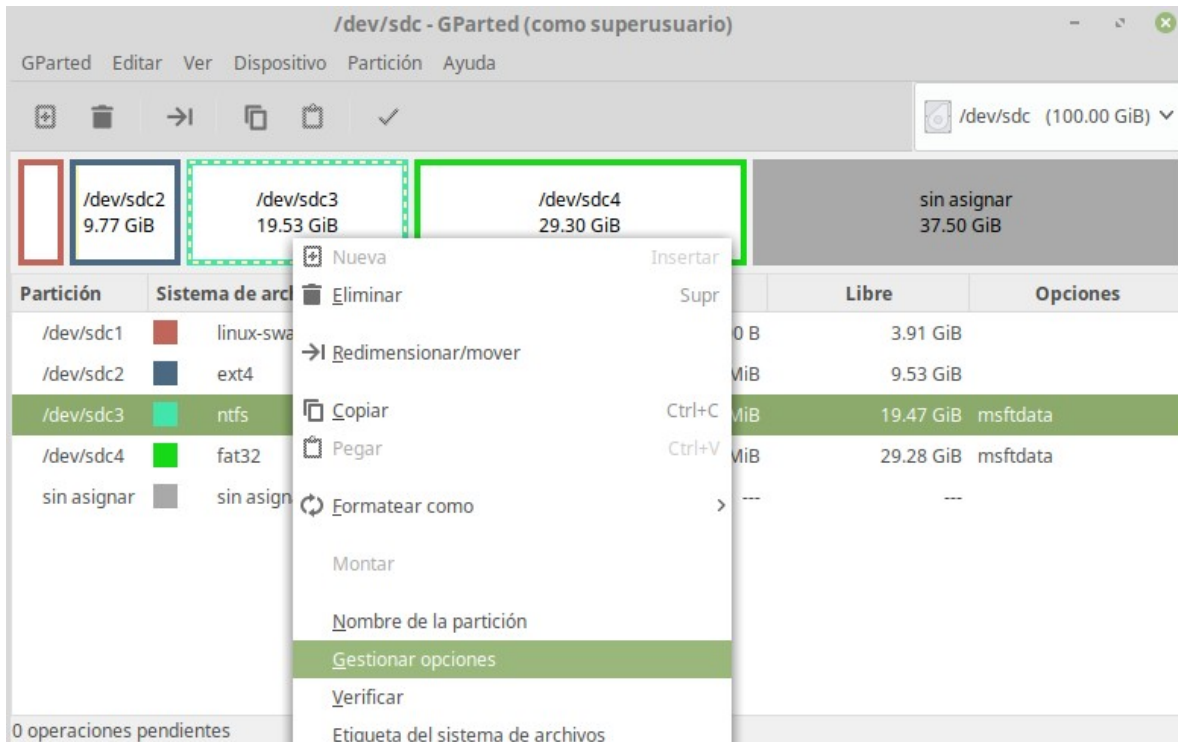 /dev/sdc - GParted (como superusuario)
GParted Editar Ver Dispositivo Partición Ayuda
/dev/sdc (100.00 GiB)
/dev/sdc2 /dev/sdc3 /dev/sdc4 sin asignar
9.77 GiB 19.53 GiB 29.30 GiB 37.50 GiB
Nueva Insertar
Partición Sistema de arcl Libre Opciones
Eliminar Supr
/dev/sdc1 linux-swa 0 B 3.91 GiB
Redimensionar/mover
/dev/sdc2 ext4 MiB 9.53 GiB
/dev/sdc3 ntfs Copiar Ctrl+C MiB 19.47 GiB msftdata
Pegar Ctrl+V
/dev/sdc4 fat32 MiB 29.28 GiB msftdata
sin asignar sin asign --- ---
Formatear como
Montar
Nombre de la partición
Gestionar opciones
Verificar
0 operaciones pendientes
Etiqueta del sistema de archivos